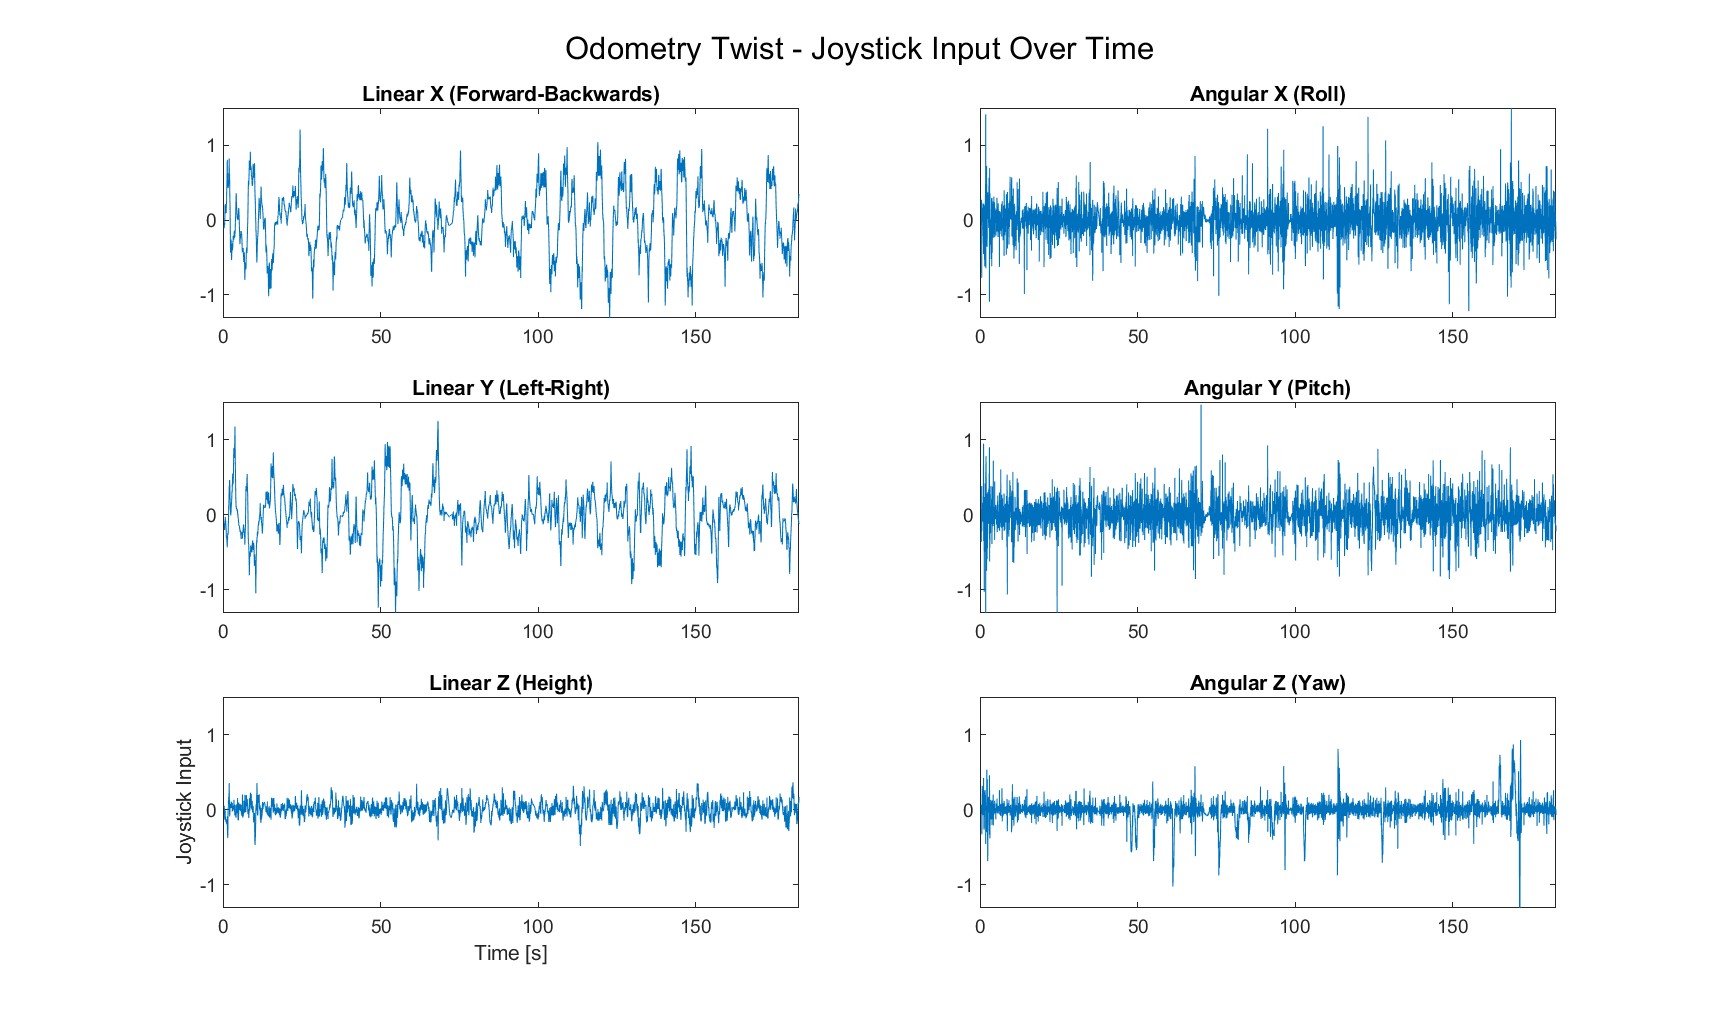 Odometry Twist - Joystick Input Over Time
Linear X (Forward-Backwards)
1
0
-1
0 50 100 150
Angular X (Roll)
1
0
-1
0 50 100 150
Linear Y (Left-Right)
1
0
-1
0 50 100 150
Angular Y (Pitch)
1
0
-1
0 50 100 150
Linear Z (Height)
Joystick Input
1
0
-1
0 50 100 150
Time [s]
Angular Z (Yaw)
1
0
-1
0 50 100 150